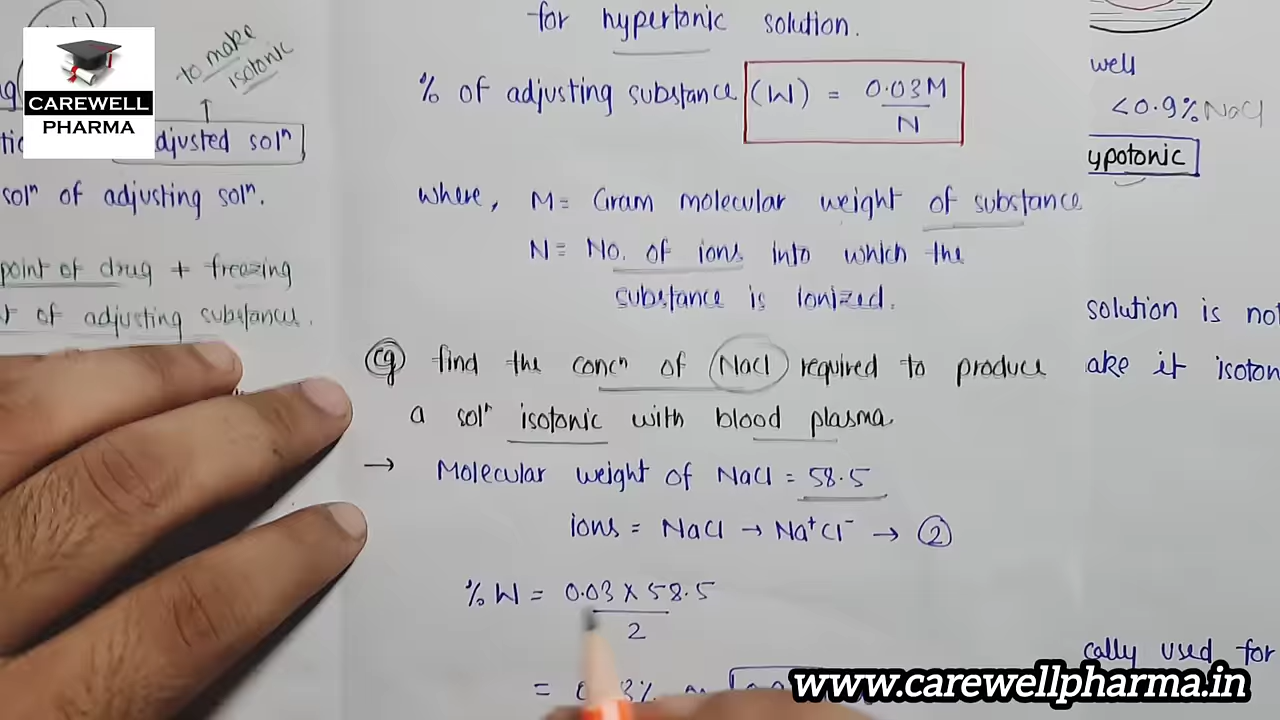 to make
isotonic
CAREWELL
PHARMA
adjusted solⁿ
solⁿ of adjusting solⁿ.
point of drug + freezing
of adjusting substances.
for hypertonic solution.
% of adjusting substance (W) = 0.03M
N
where, M = Gram molecular weight of substance
N = No. of ions into which the
substance is ionized.
eg find the concⁿ of NaCl required to produce
a solⁿ isotonic with blood plasma.
→ Molecular weight of NaCl = 58.5
ions = NaCl → Na⁺Cl⁻ → 2
% W = 0.03 x 58.5
2
=
well
<0.9% NaCl
ypotonic
solution is not
ake it isoton
cally used for
www.carewellpharma.in